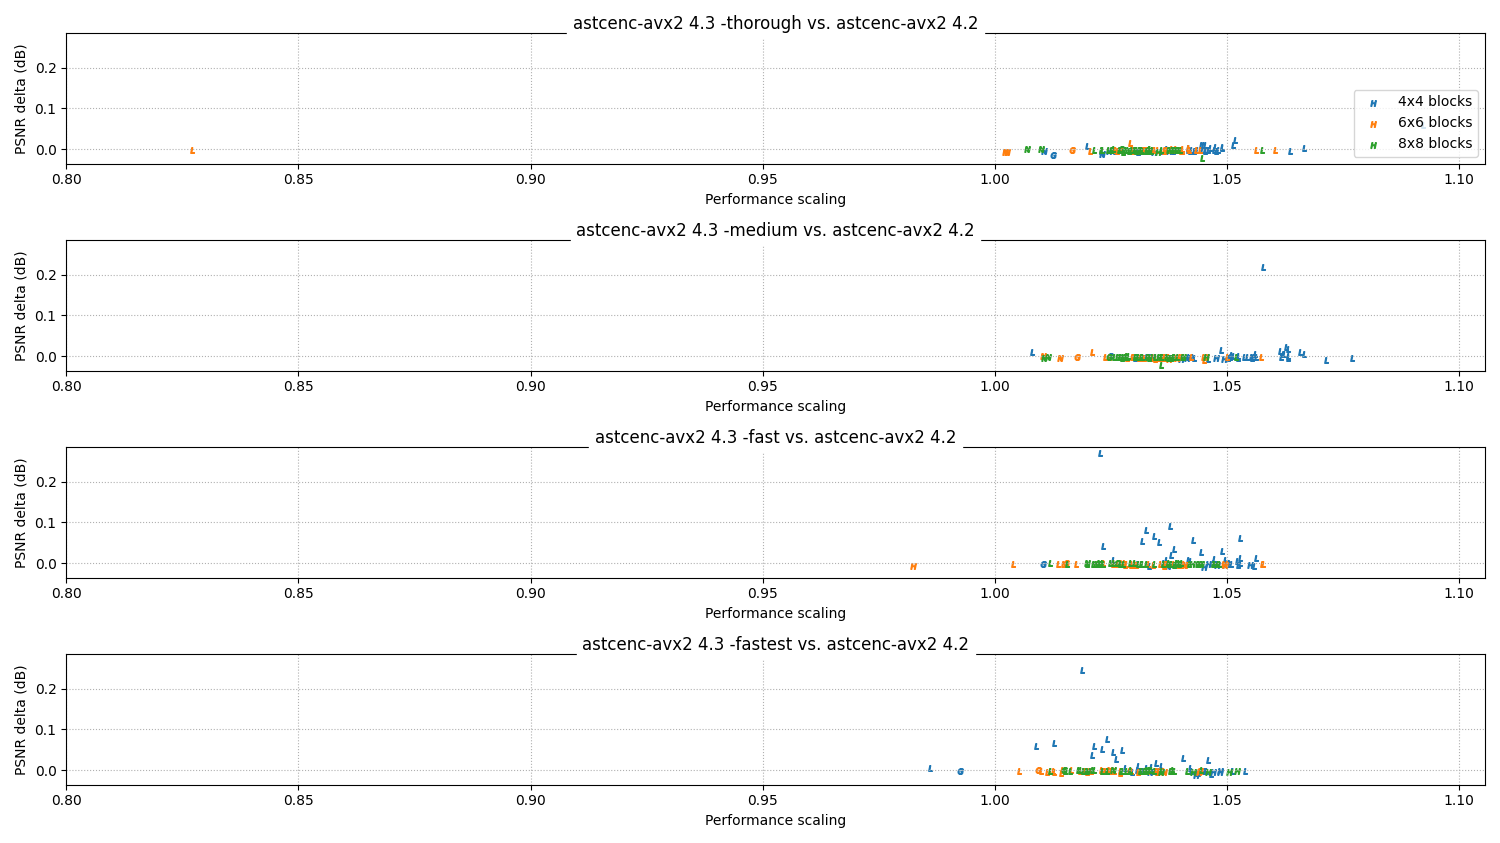 astcenc-avx2 4.3 -thorough vs. astcenc-avx2 4.2
PSNR delta (dB)
0.2
0.1
0.0
4x4 blocks
6x6 blocks
8x8 blocks
0.80 0.85 0.90 0.95 1.00 1.05 1.10
Performance scaling
astcenc-avx2 4.3 -medium vs. astcenc-avx2 4.2
PSNR delta (dB)
0.2
0.1
0.0
0.80 0.85 0.90 0.95 1.00 1.05 1.10
Performance scaling
astcenc-avx2 4.3 -fast vs. astcenc-avx2 4.2
PSNR delta (dB)
0.2
0.1
0.0
0.80 0.85 0.90 0.95 1.00 1.05 1.10
Performance scaling
astcenc-avx2 4.3 -fastest vs. astcenc-avx2 4.2
PSNR delta (dB)
0.2
0.1
0.0
0.80 0.85 0.90 0.95 1.00 1.05 1.10
Performance scaling